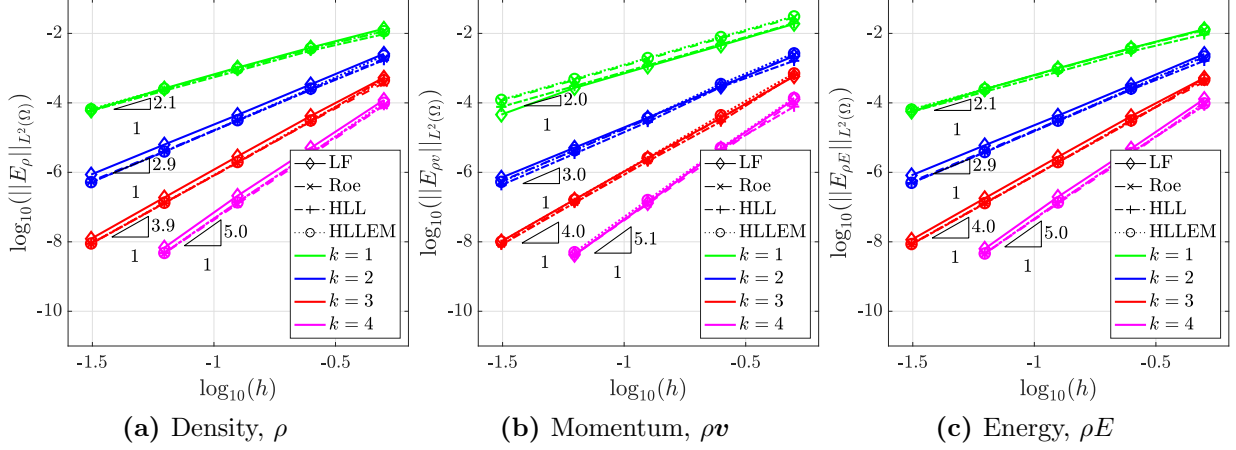 -2
-4
-6
-8
-10
log10(||Eρ||L2(Ω))
2.1
1
2.9
1
3.9
1
5.0
1
LF
Roe
HLL
HLLEM
k = 1
k = 2
k = 3
k = 4
-1.5
-1
-0.5
log10(h)
(a) Density, ρ
-2
-4
-6
-8
-10
log10(||Eρv||L2(Ω))
2.0
1
3.0
1
4.0
1
5.1
1
LF
Roe
HLL
HLLEM
k = 1
k = 2
k = 3
k = 4
-1.5
-1
-0.5
log10(h)
(b) Momentum, ρv
-2
-4
-6
-8
-10
log10(||EρE||L2(Ω))
2.1
1
2.9
1
4.0
1
5.0
1
LF
Roe
HLL
HLLEM
k = 1
k = 2
k = 3
k = 4
-1.5
-1
-0.5
log10(h)
(c) Energy, ρE